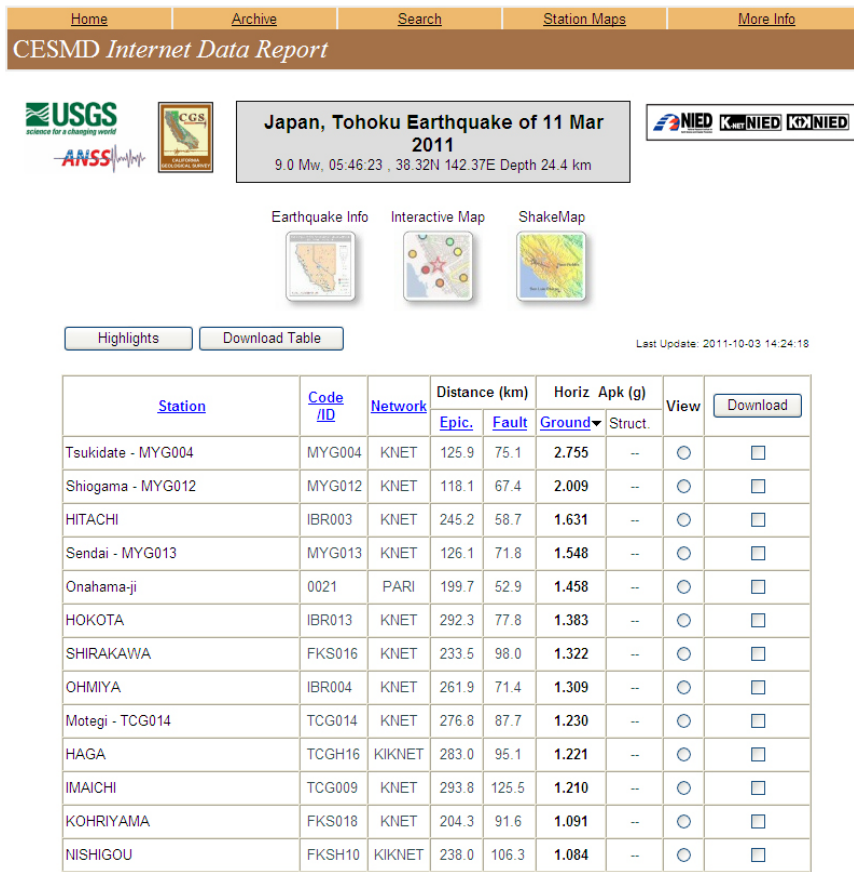 Home Archive Search Station Maps More Info
CESMD Internet Data Report
USGS
science for a changing world
ANSS
CGS
CALIFORNIA
GEOLOGICAL SURVEY
Japan, Tohoku Earthquake of 11 Mar
2011
9.0 Mw, 05:46:23 , 38.32N 142.37E Depth 24.4 km
NIED K-NET NIED KiK NIED
Earthquake Info Interactive Map ShakeMap
Highlights Download Table Last Update: 2011-10-03 14:24:18
Station Code /ID Network Distance (km) Horiz Apk (g) View Download
Epic. Fault Ground Struct.
Tsukidate - MYG004 MYG004 KNET 125.9 75.1 2.755 --
Shiogama - MYG012 MYG012 KNET 118.1 67.4 2.009 --
HITACHI IBR003 KNET 245.2 58.7 1.631 --
Sendai - MYG013 MYG013 KNET 126.1 71.8 1.548 --
Onahama-ji 0021 PARI 199.7 52.9 1.458 --
HOKOTA IBR013 KNET 292.3 77.8 1.383 --
SHIRAKAWA FKS016 KNET 233.5 98.0 1.322 --
OHMIYA IBR004 KNET 261.9 71.4 1.309 --
Motegi - TCG014 TCG014 KNET 276.8 87.7 1.230 --
HAGA TCGH16 KIKNET 283.0 95.1 1.221 --
IMAICHI TCG009 KNET 293.8 125.5 1.210 --
KOHRIYAMA FKS018 KNET 204.3 91.6 1.091 --
NISHIGOU FKSH10 KIKNET 238.0 106.3 1.084 --